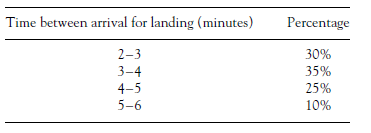 Time between arrival for landing (minutes) Percentage
2–3 30%
3–4 35%
4–5 25%
5–6 10%